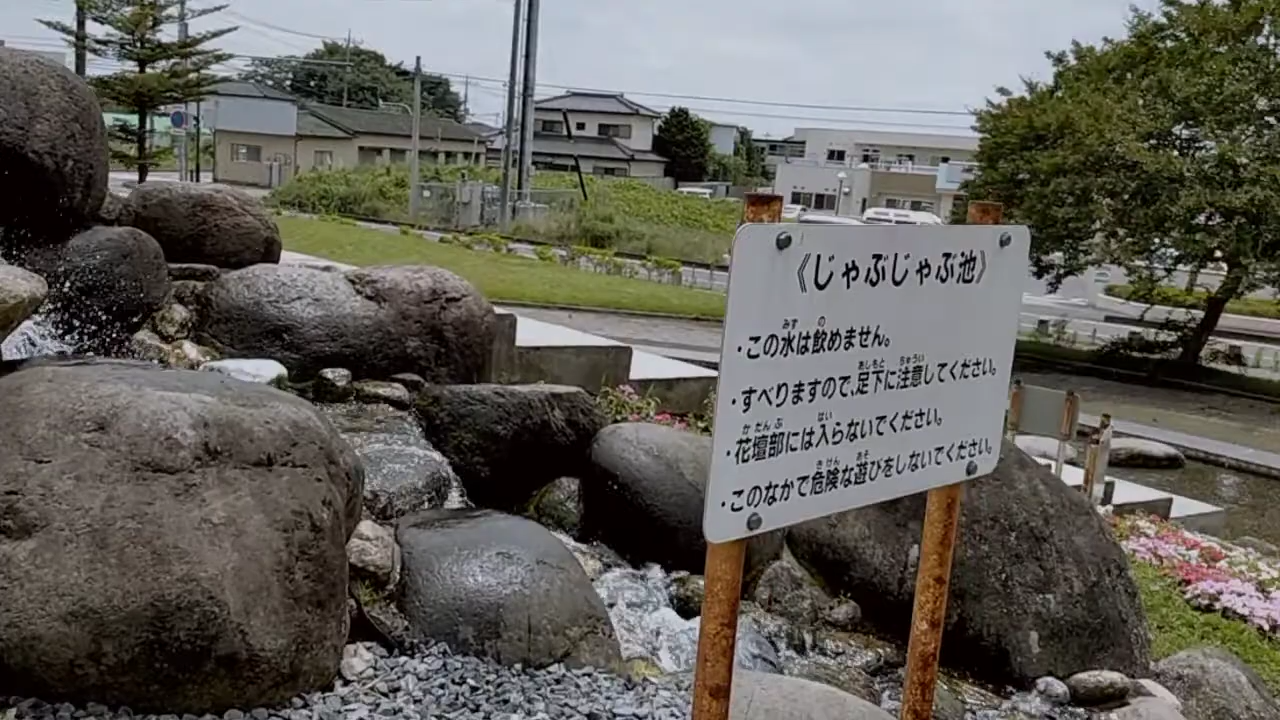 《じゃぶじゃぶ池》
・この水は飲めません。
・すべりますので、足下に注意してください。
・花壇部には入らないでください。
・このなかで危険な遊びをしないでください。